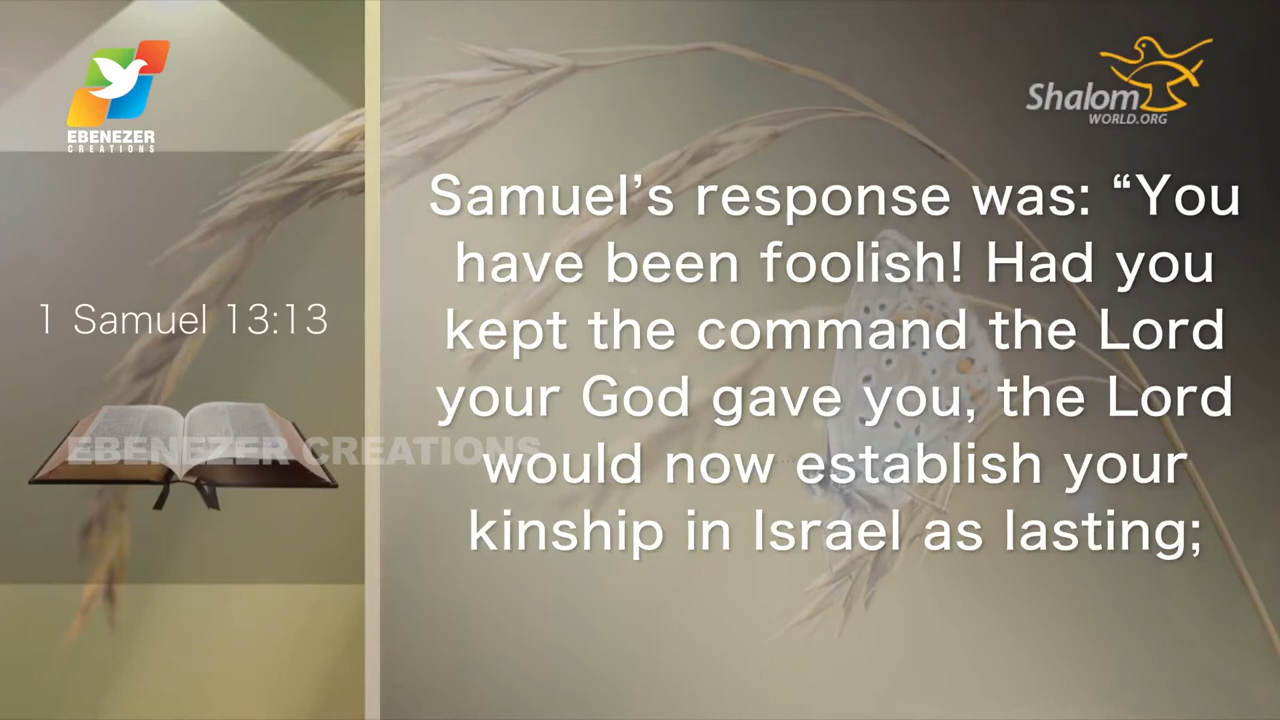 EBENEZER
CREATIONS
Shalom
WORLD.ORG
1 Samuel 13:13
Samuel’s response was: “You
have been foolish! Had you
kept the command the Lord
your God gave you, the Lord
would now establish your
kinship in Israel as lasting;
EBENEZER CREATIONS